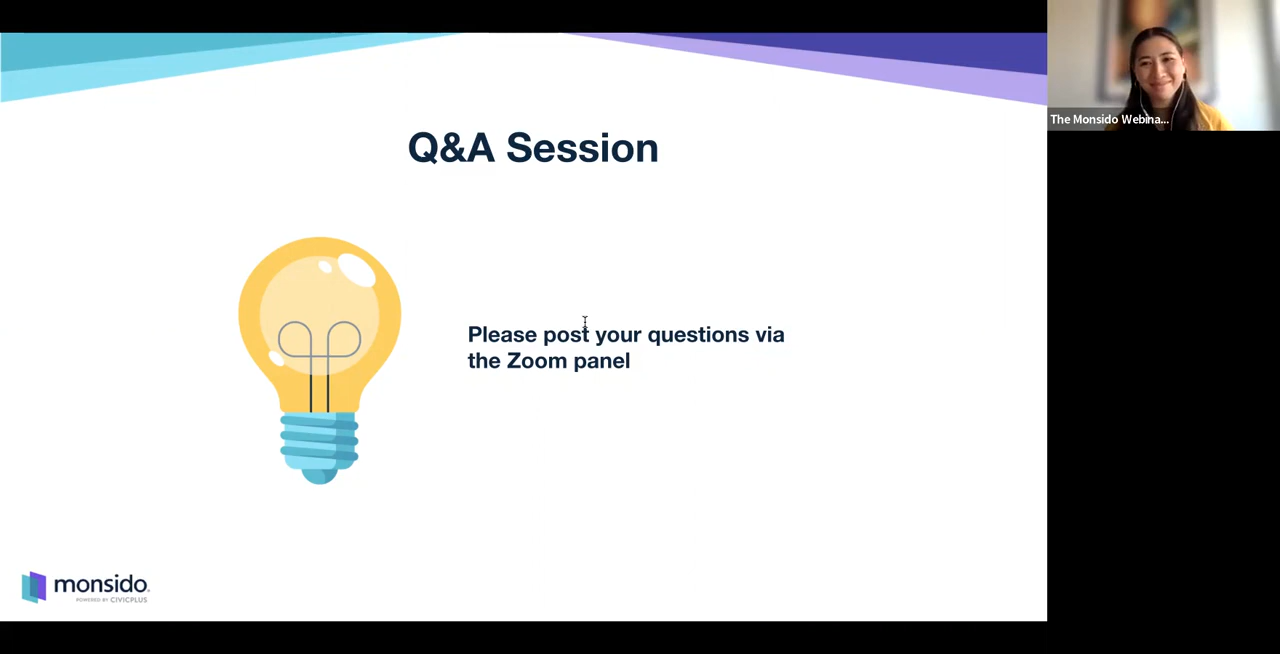 The Monsido Webina...
Q&A Session
Please post your questions via
the Zoom panel
monsido
POWERED BY CIVICPLUS